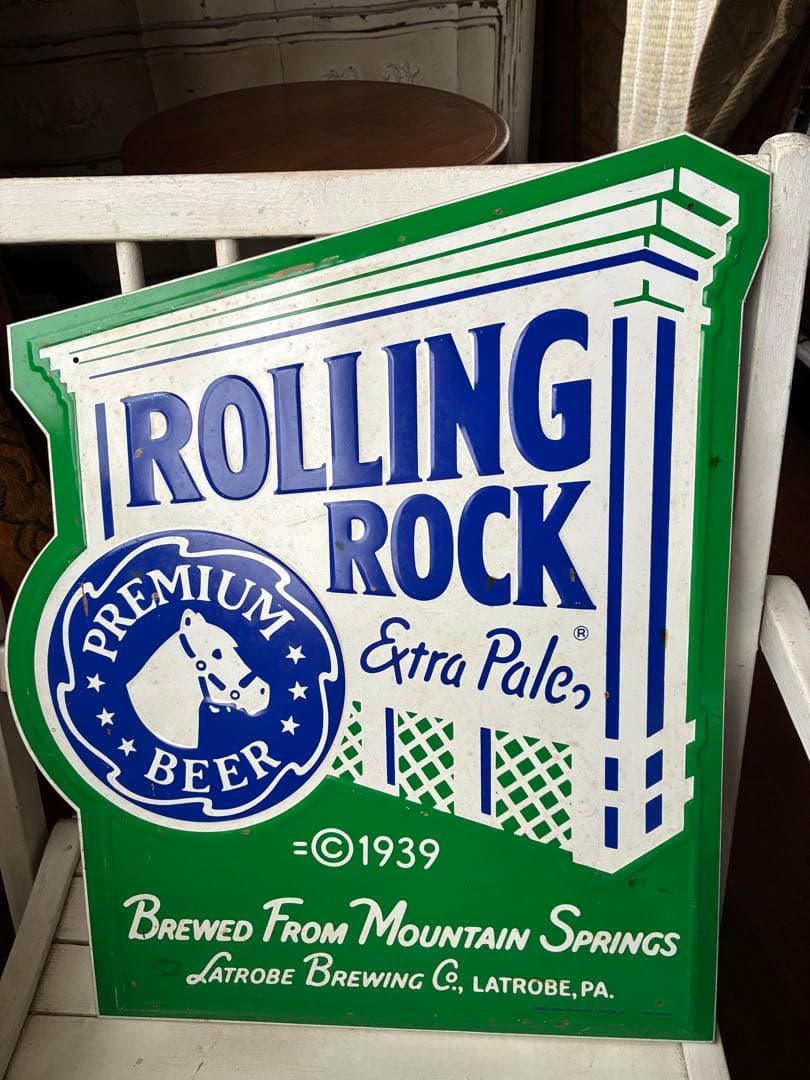 ROLLING
ROCK
®
Extra Pale
PREMIUM
BEER
=©1939
BREWED FROM MOUNTAIN SPRINGS
LATROBE BREWING CO., LATROBE, PA.